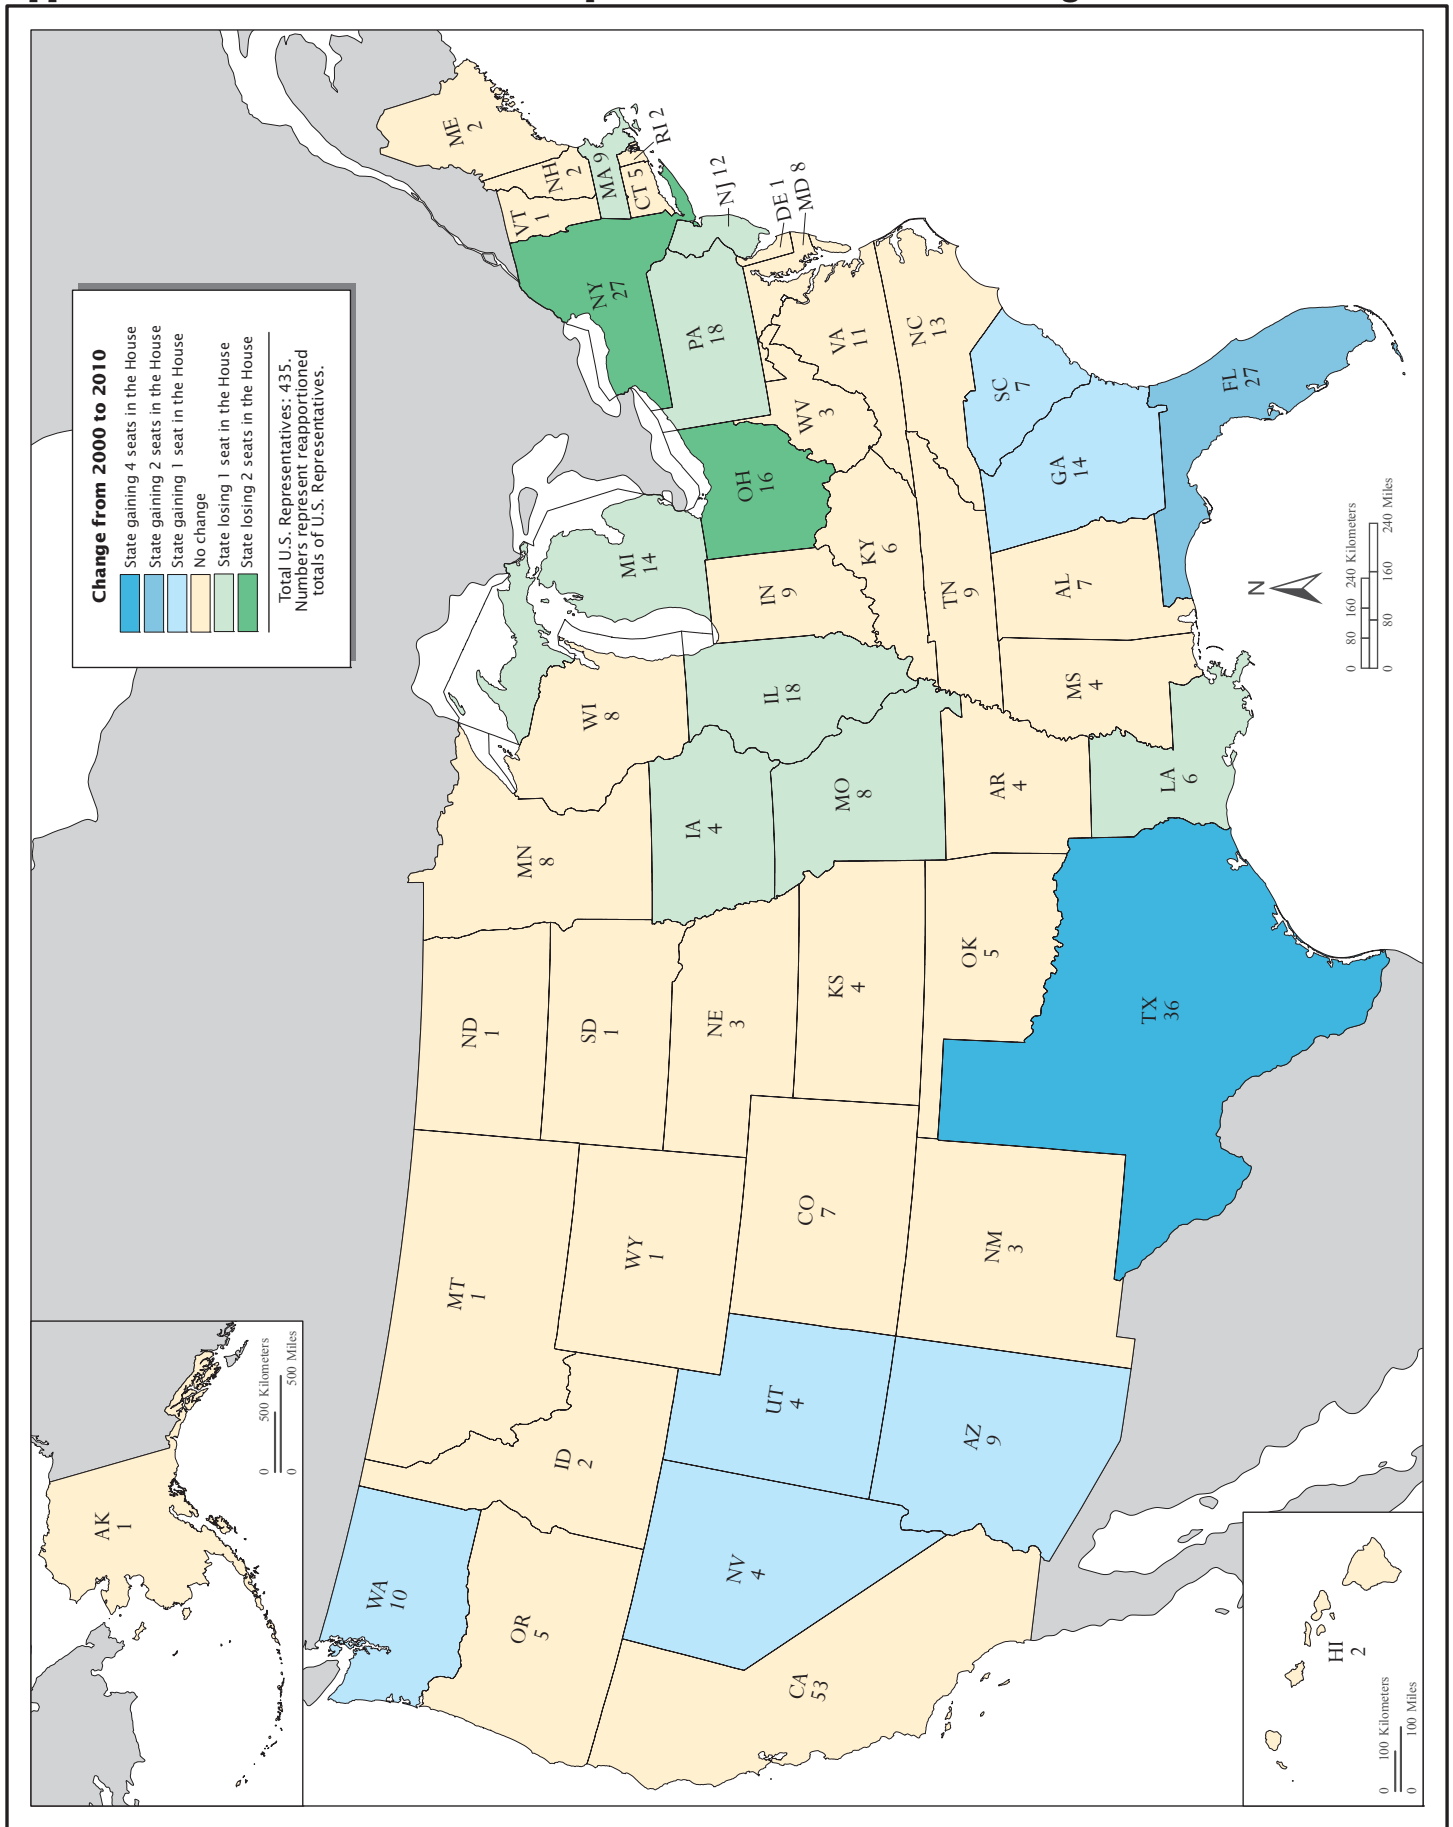 Change from 2000 to 2010
State gaining 4 seats in the House
State gaining 2 seats in the House
State gaining 1 seat in the House
No change
State losing 1 seat in the House
State losing 2 seats in the House
Total U.S. Representatives: 435.
Numbers represent reapportioned
totals of U.S. Representatives.
AK
1
0 500 Kilometers
0 500 Miles
WA
10
OR
5
CA
53
NV
4
ID
2
MT
1
WY
1
UT
4
AZ
9
CO
7
NM
3
ND
1
SD
1
NE
3
KS
4
OK
5
TX
36
MN
8
IA
4
MO
8
AR
4
LA
6
WI
8
IL
18
MS
4
MI
14
IN
9
KY
6
TN
9
AL
7
OH
16
WV
3
VA
11
NC
13
SC
7
GA
14
FL
27
PA
18
NY
27
VT
1
NH
2
ME
2
MA 9
CT 5
RI 2
NJ 12
DE 1
MD 8
HI
2
0 100 Kilometers
0 100 Miles
N
0 80 160 240 Kilometers
0 80 160 240 Miles